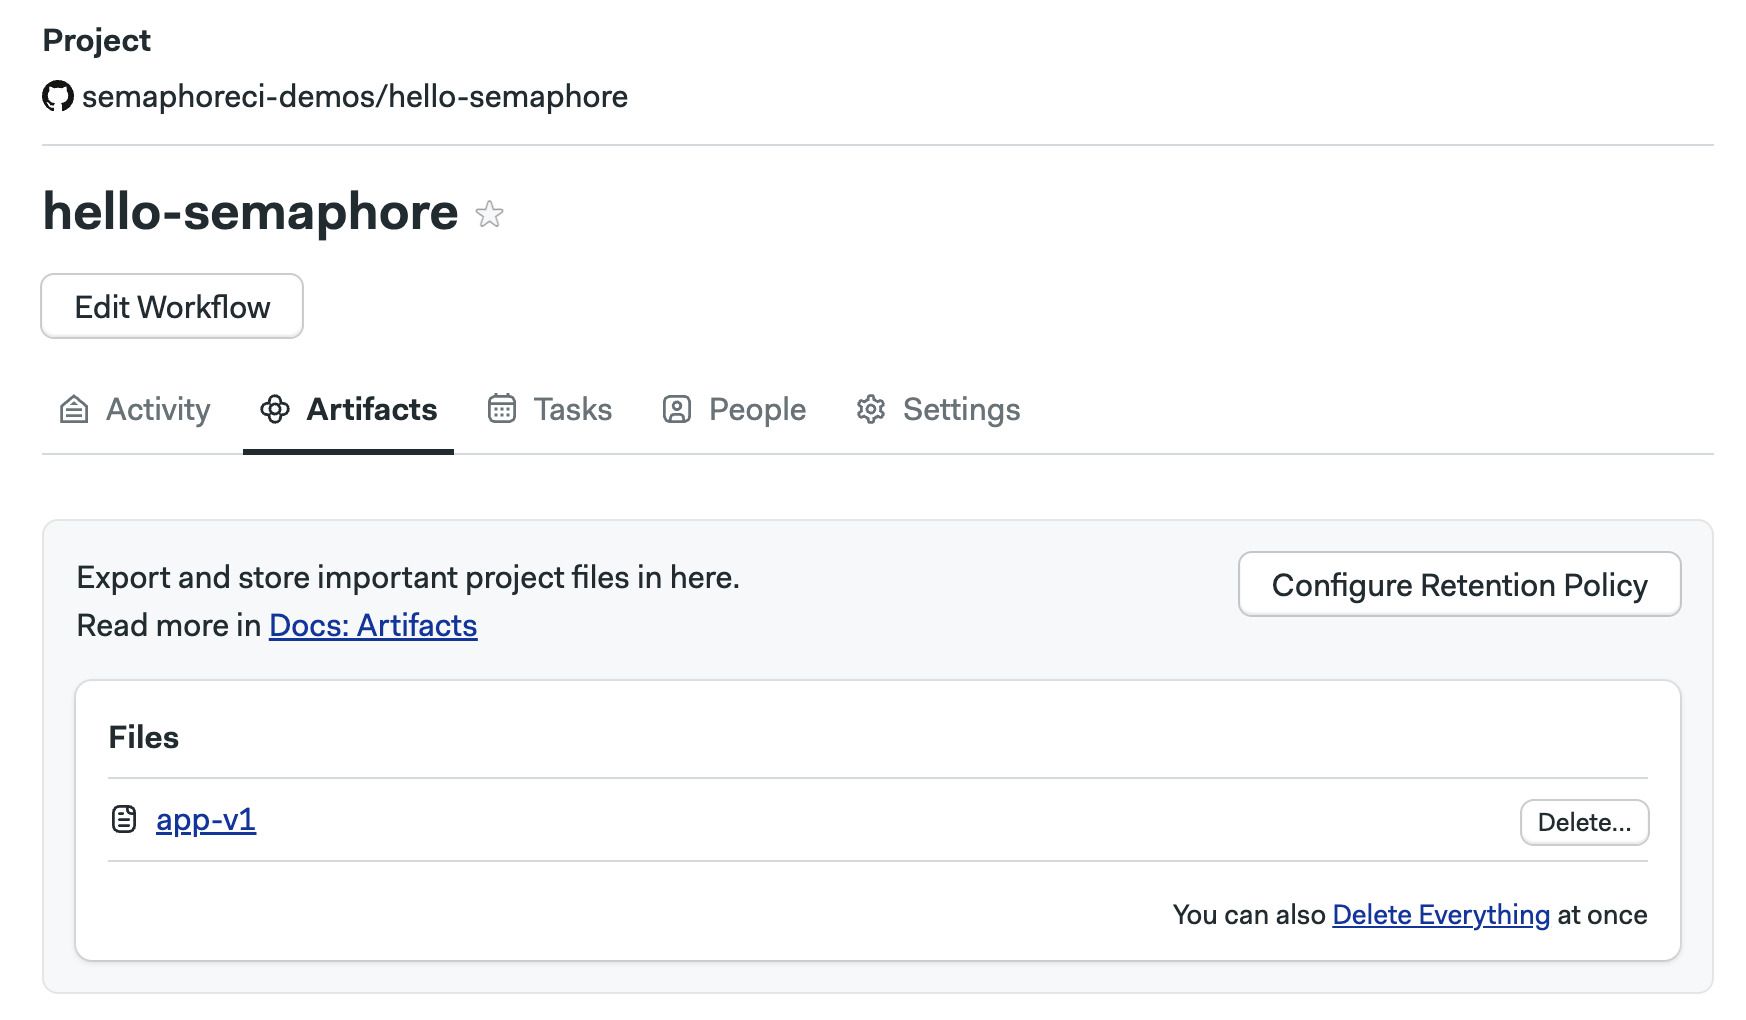 Project
semaphoreci-demos/hello-semaphore
hello-semaphore
Edit Workflow
Activity Artifacts Tasks People Settings
Export and store important project files in here.
Configure Retention Policy
Read more in Docs: Artifacts
Files
app-v1 Delete...
You can also Delete Everything at once